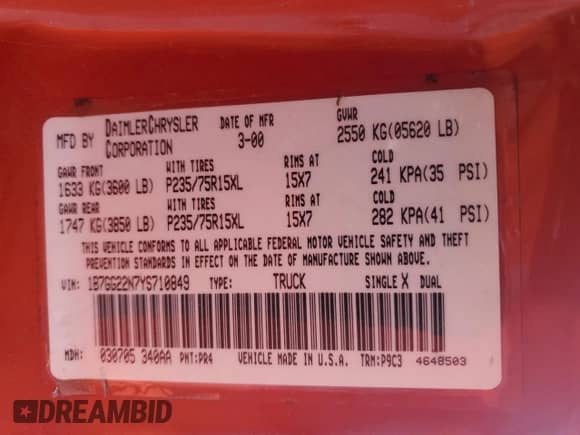 MFD BY DAIMLERCHRYSLER CORPORATION DATE OF MFR 3-00 GVWR 2550 KG(05620 LB)
GAWR FRONT WITH TIRES RIMS AT COLD
1633 KG(3600 LB) P235/75R15XL 15X7 241 KPA(35 PSI)
GAWR REAR WITH TIRES RIMS AT COLD
1747 KG(3850 LB) P235/75R15XL 15X7 282 KPA(41 PSI)
THIS VEHICLE CONFORMS TO ALL APPLICABLE FEDERAL MOTOR VEHICLE SAFETY AND THEFT
PREVENTION STANDARDS IN EFFECT ON THE DATE OF MANUFACTURE SHOWN ABOVE.
VIN: 1B7GG22N7YS710849 TYPE: TRUCK SINGLE X DUAL
MDH: 030705 340AA PNT:PR4 VEHICLE MADE IN U.S.A. TRM:P9C3 4648503
DREAMBID